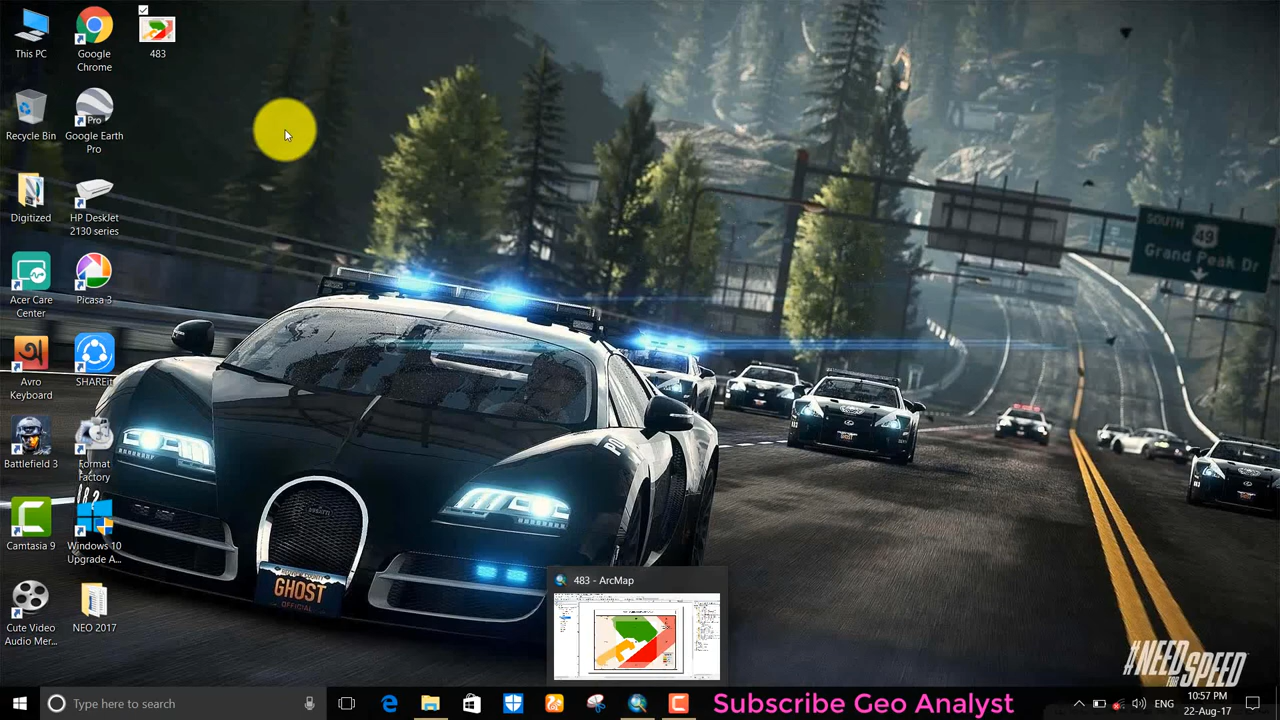 This PC
Google
Chrome
483
Recycle Bin
Pro
Google Earth
Pro
Digitized
HP DeskJet
2130 series
Acer Care
Center
Picasa 3
Avro
Keyboard
SHAREit
Battlefield 3
Format
Factory
Camtasia 9
Windows 10
Upgrade A...
Cute Video
Audio Mer...
NEO 2017
SOUTH
49
Grand Peak Dr
GHOST
OFFICIAL
#NEED
FOR
SPEED
483 - ArcMap
Type here to search
Subscribe Geo Analyst
ENG
10:57 PM
22-Aug-17